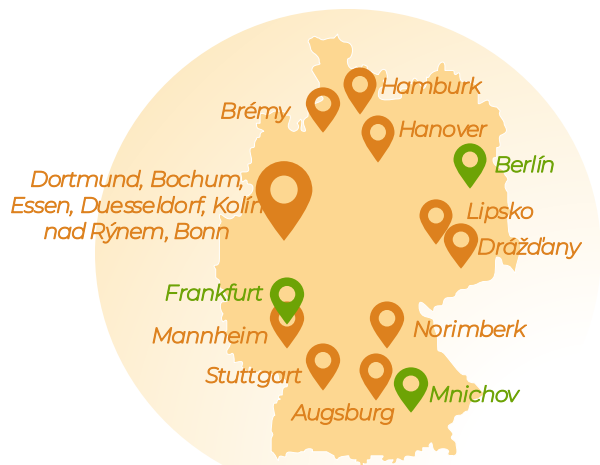 Hamburk
Brémy
Hanover
Berlín
Dortmund, Bochum,
Essen, Duesseldorf, Kolín
nad Rýnem, Bonn
Lipsko
Drážďany
Frankfurt
Mannheim
Norimberk
Stuttgart
Mnichov
Augsburg